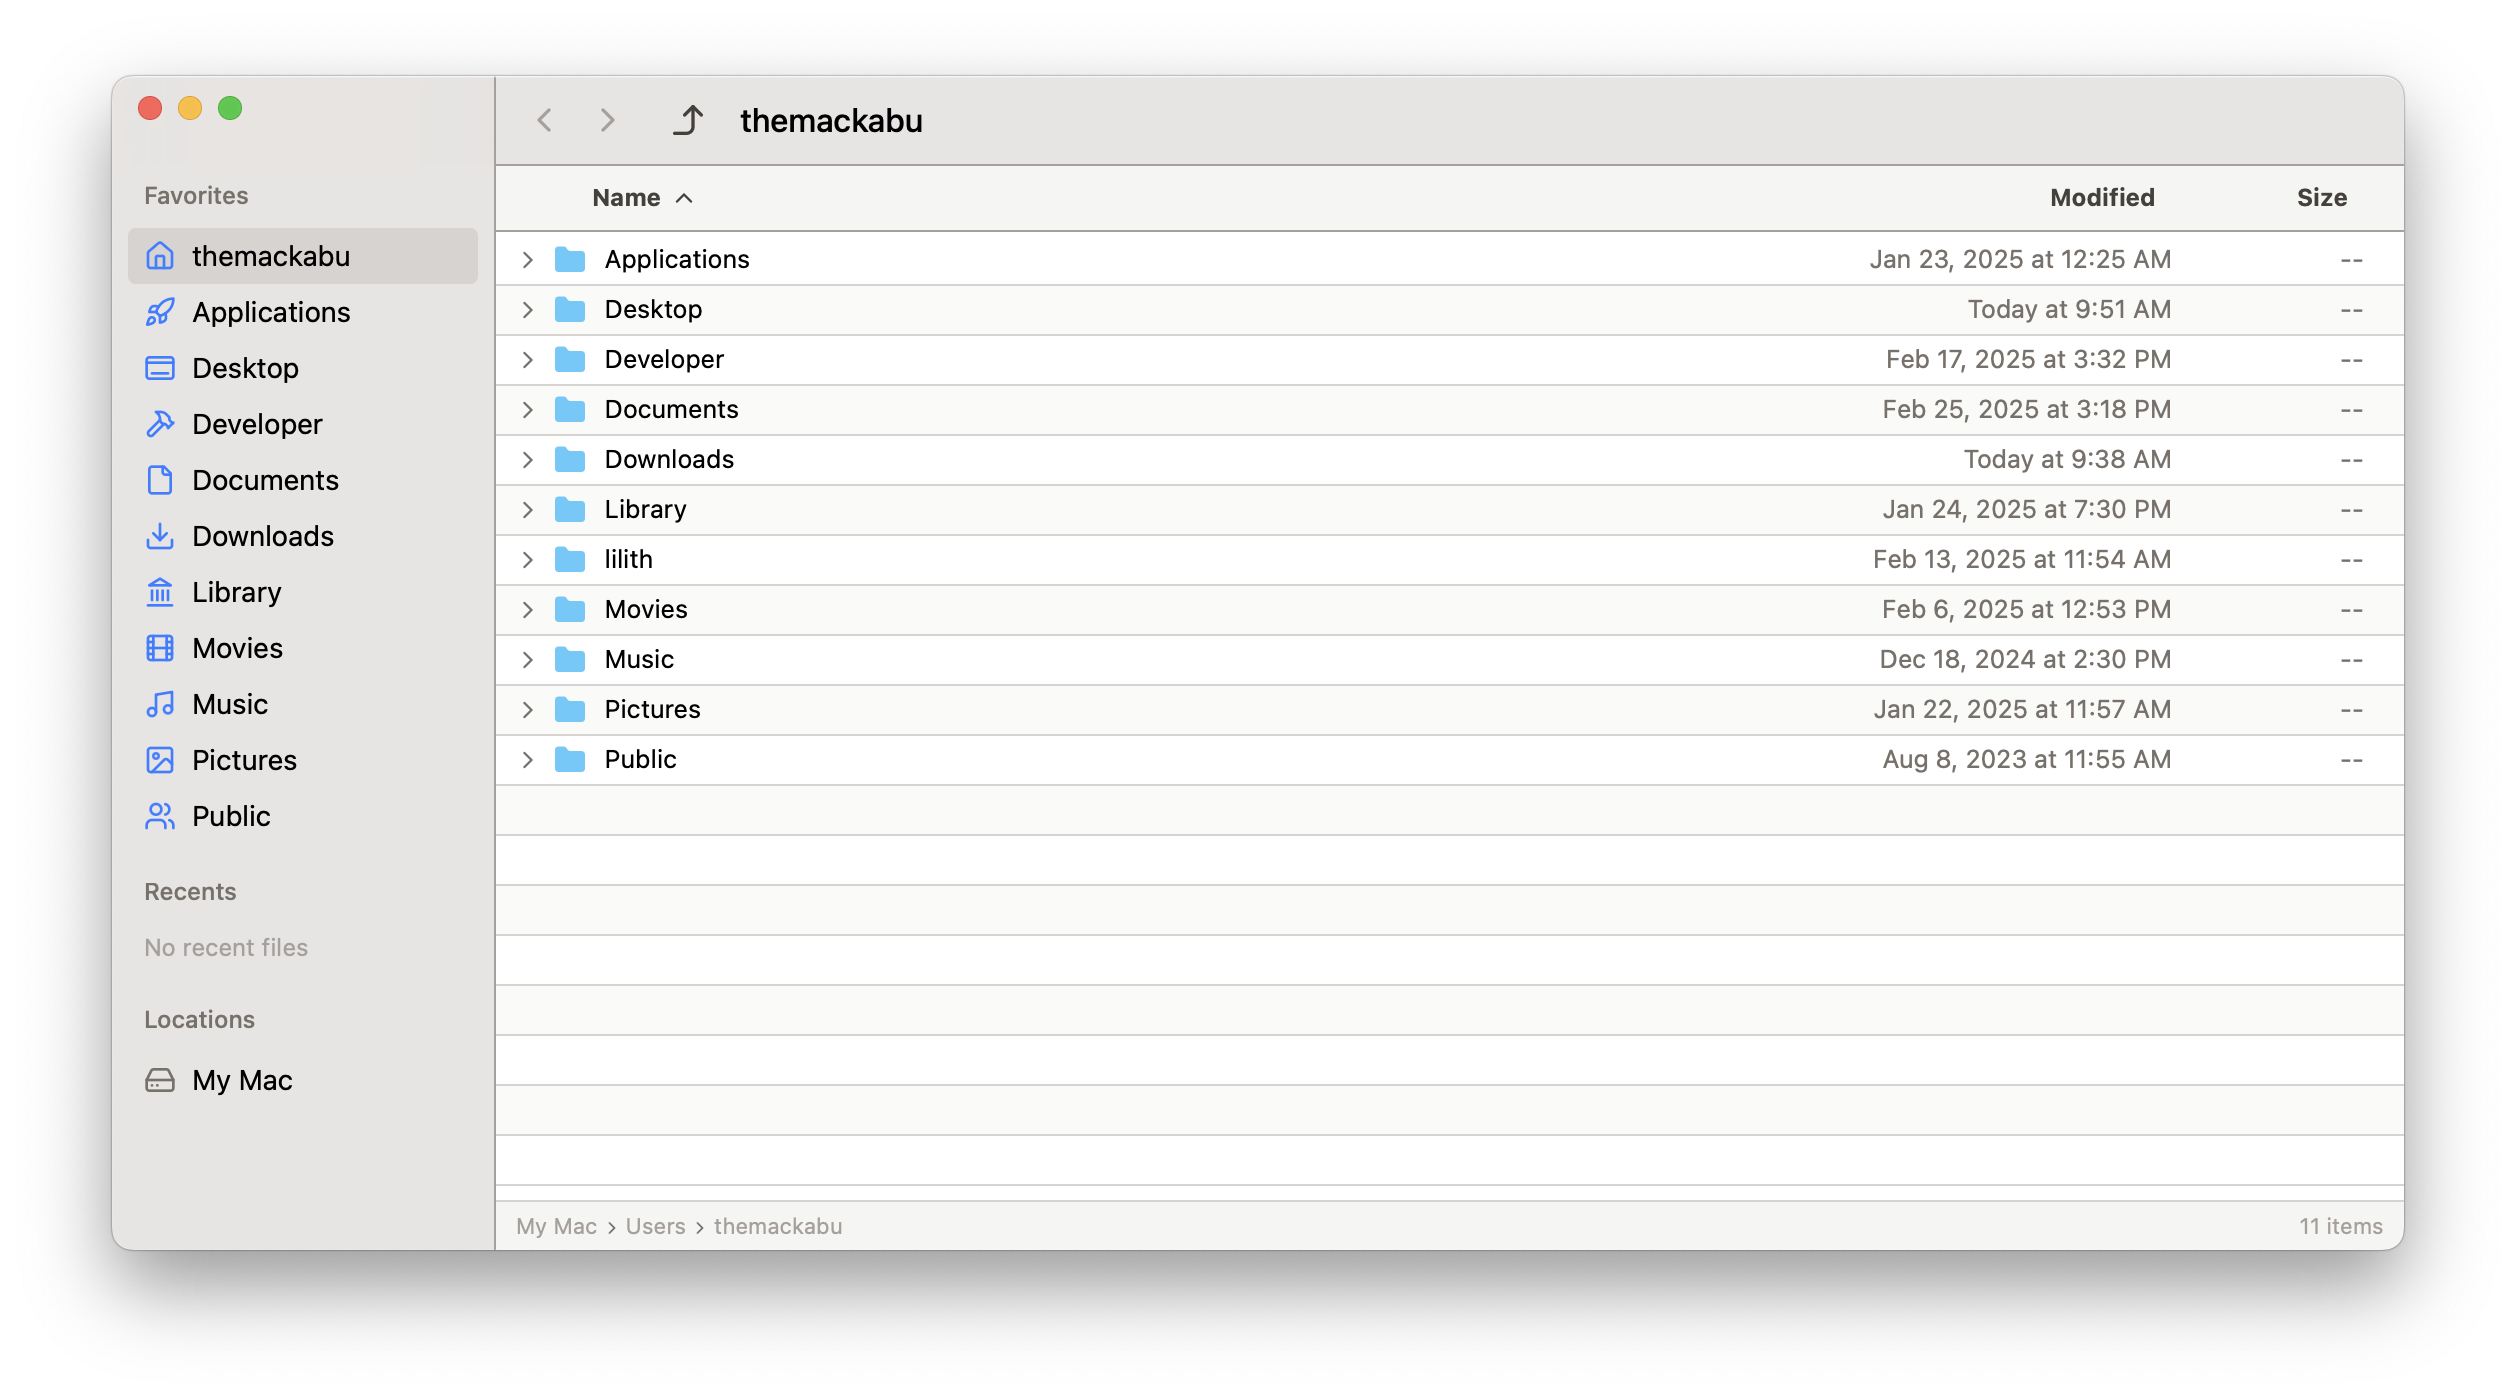 themackabu
Favorites
themackabu
Applications
Desktop
Developer
Documents
Downloads
Library
Movies
Music
Pictures
Public
Recents
No recent files
Locations
My Mac
Name Modified Size
Applications Jan 23, 2025 at 12:25 AM --
Desktop Today at 9:51 AM --
Developer Feb 17, 2025 at 3:32 PM --
Documents Feb 25, 2025 at 3:18 PM --
Downloads Today at 9:38 AM --
Library Jan 24, 2025 at 7:30 PM --
lilith Feb 13, 2025 at 11:54 AM --
Movies Feb 6, 2025 at 12:53 PM --
Music Dec 18, 2024 at 2:30 PM --
Pictures Jan 22, 2025 at 11:57 AM --
Public Aug 8, 2023 at 11:55 AM --
My Mac › Users › themackabu 11 items